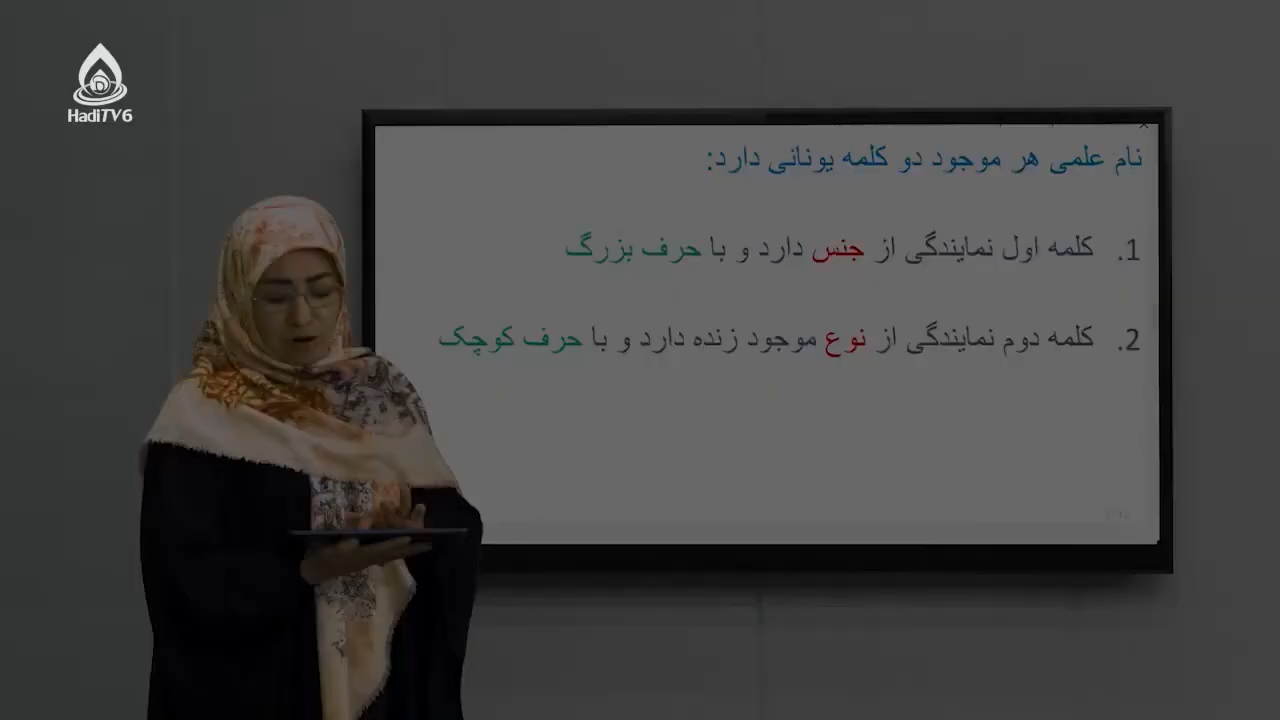 HadiTV6
نام علمی هر موجود دو کلمه یونانی دارد:
1. کلمه اول نمایندگی از جنس دارد و با حرف بزرگ
2. کلمه دوم نمایندگی از نوع موجود زنده دارد و با حرف کوچک